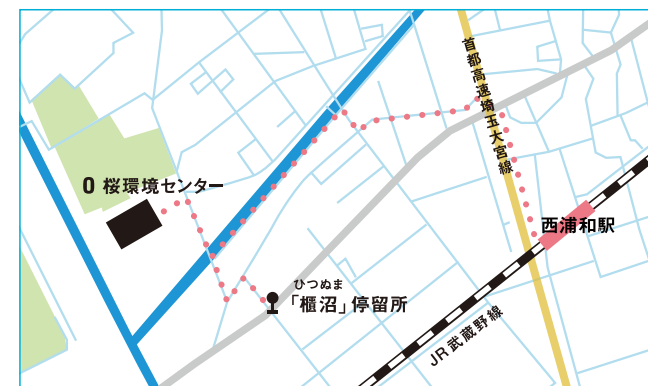 首都高速埼玉大宮線
0 桜環境センター
西浦和駅
ひつぬま
「櫃沼」停留所
JR武蔵野線